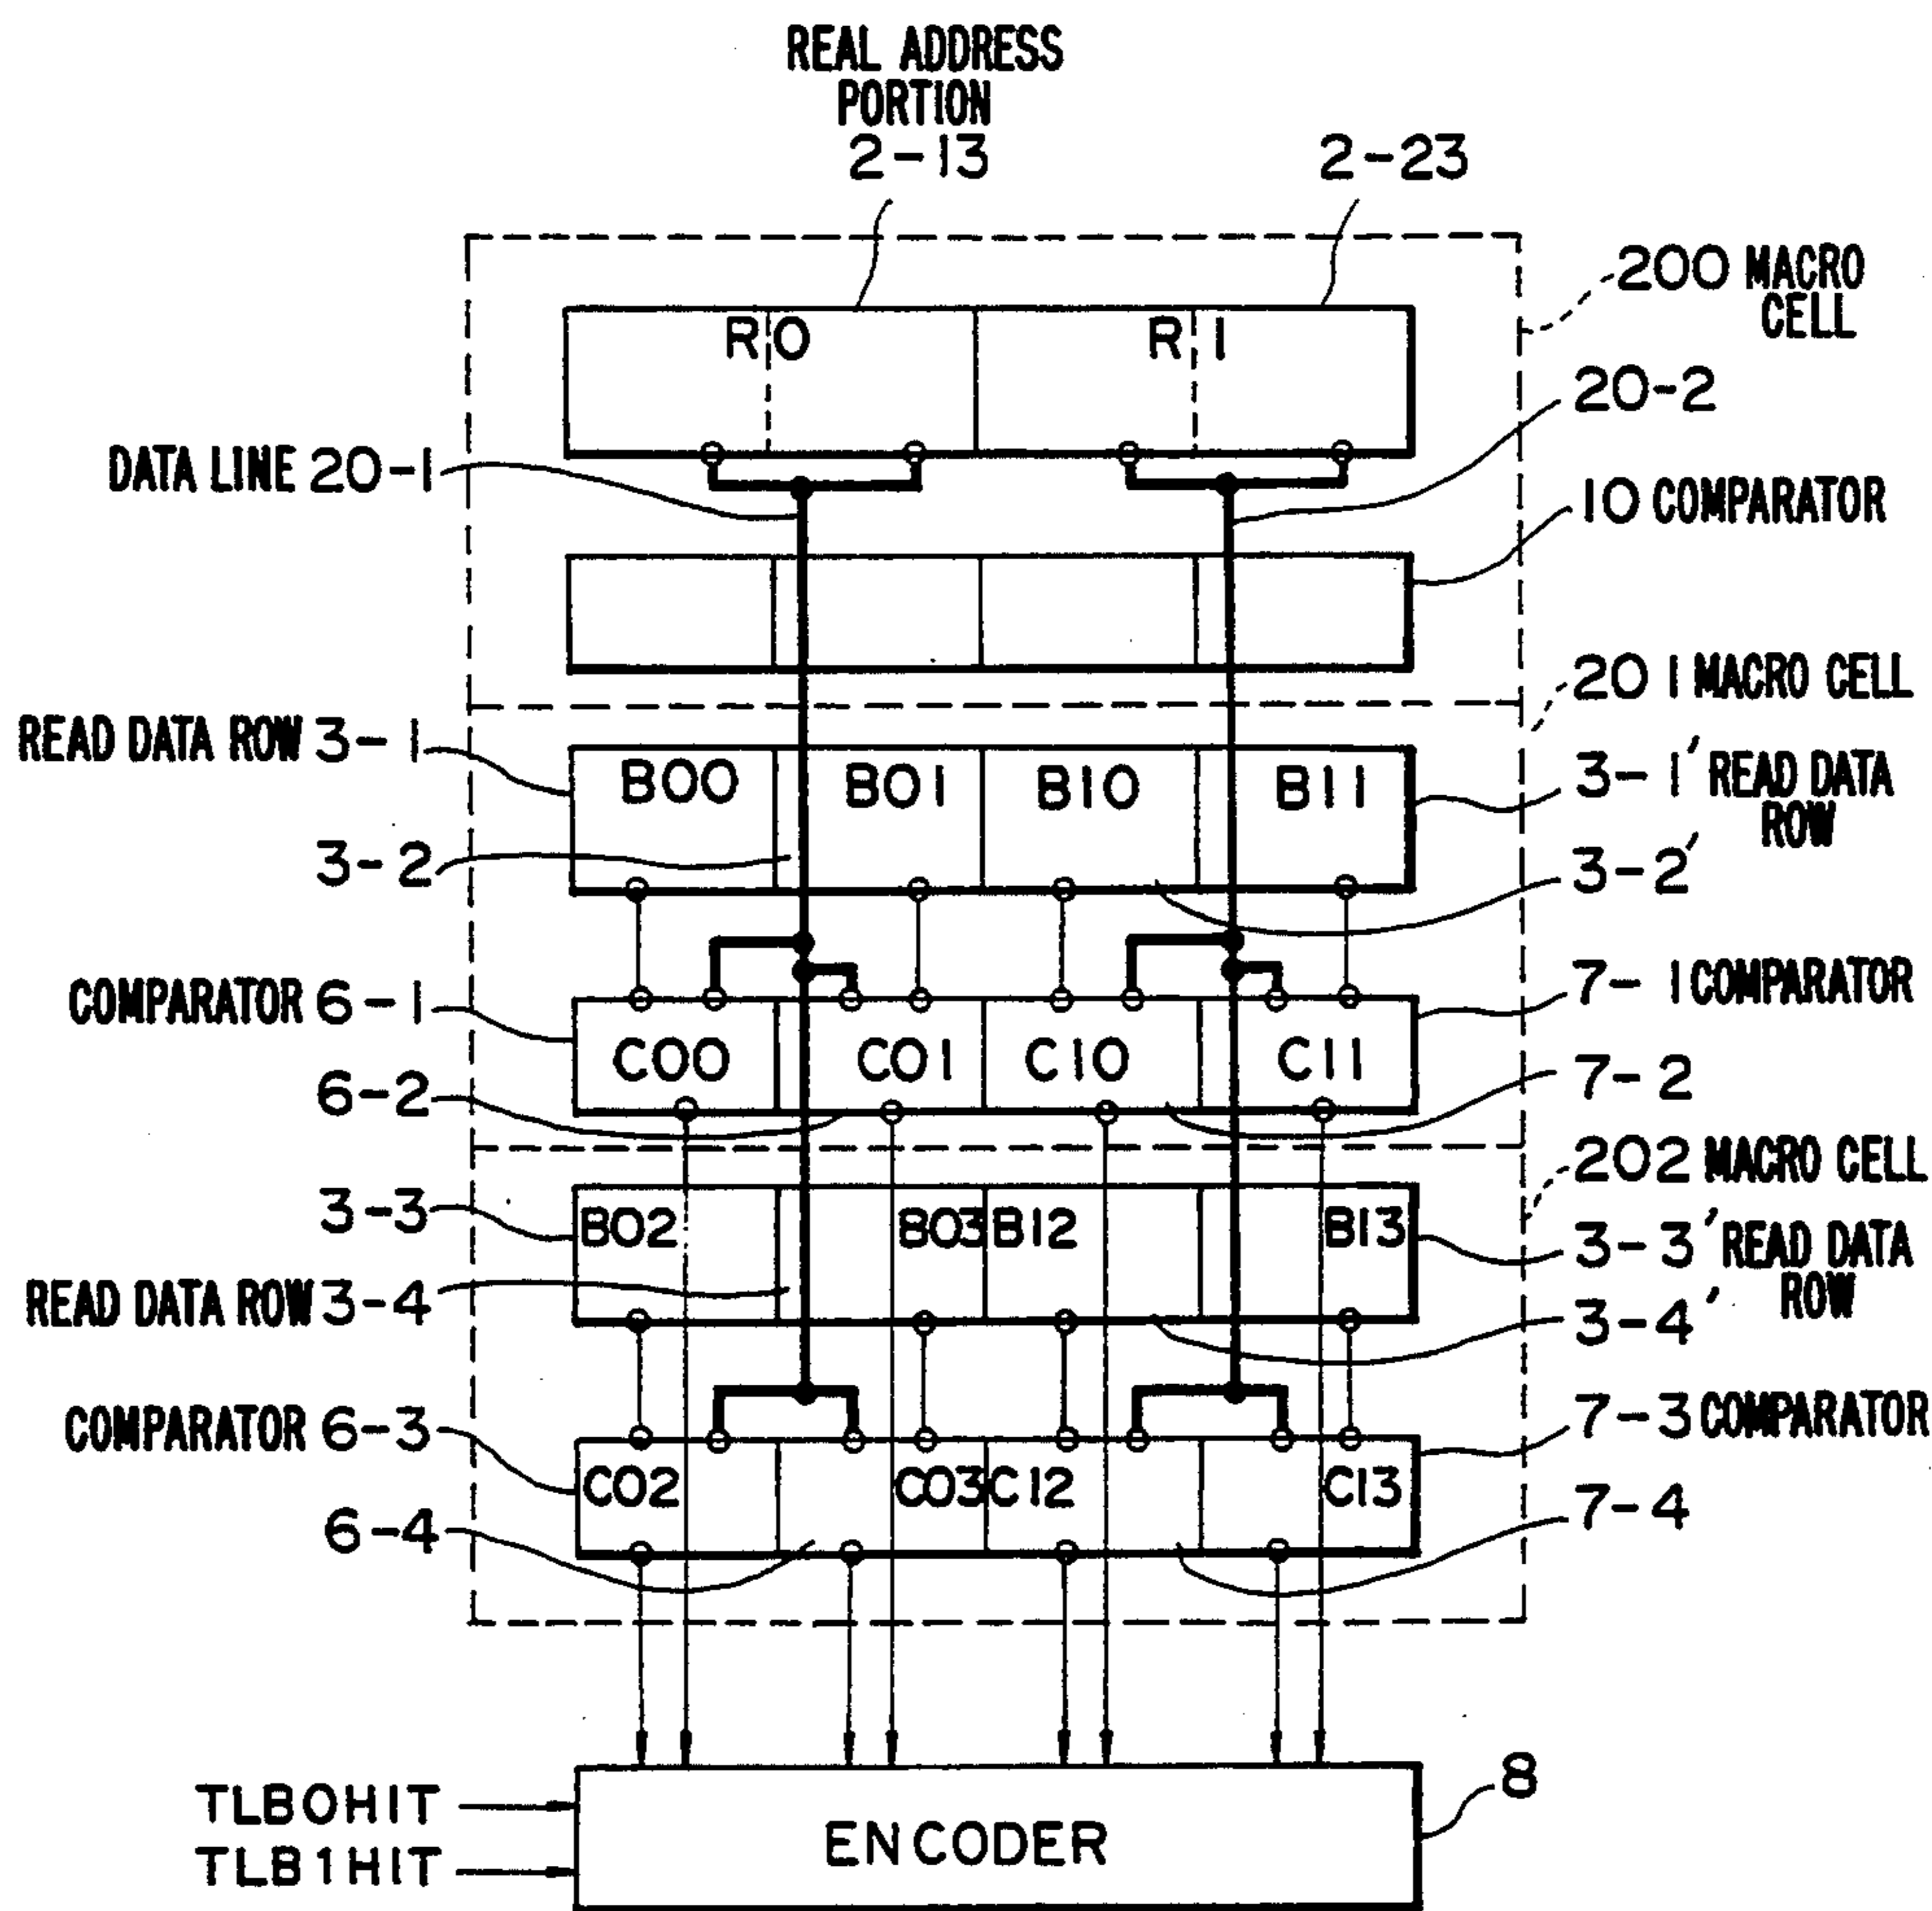 REAL ADDRESS
PORTION
2-13
2-23
200 MACRO
CELL
R0
R1
20-2
DATA LINE 20-1
10 COMPARATOR
201 MACRO CELL
READ DATA ROW 3-1
B00
B01
B10
B11
3-1' READ DATA
ROW
3-2
3-2'
COMPARATOR 6-1
7-1 COMPARATOR
C00
C01
C10
C11
6-2
7-2
202 MACRO CELL
3-3
B02
B03
B12
B13
3-3' READ DATA
ROW
READ DATA ROW 3-4
3-4'
COMPARATOR 6-3
7-3 COMPARATOR
C02
C03
C12
C13
6-4
7-4
8
TLB0HIT
TLB1HIT
ENCODER